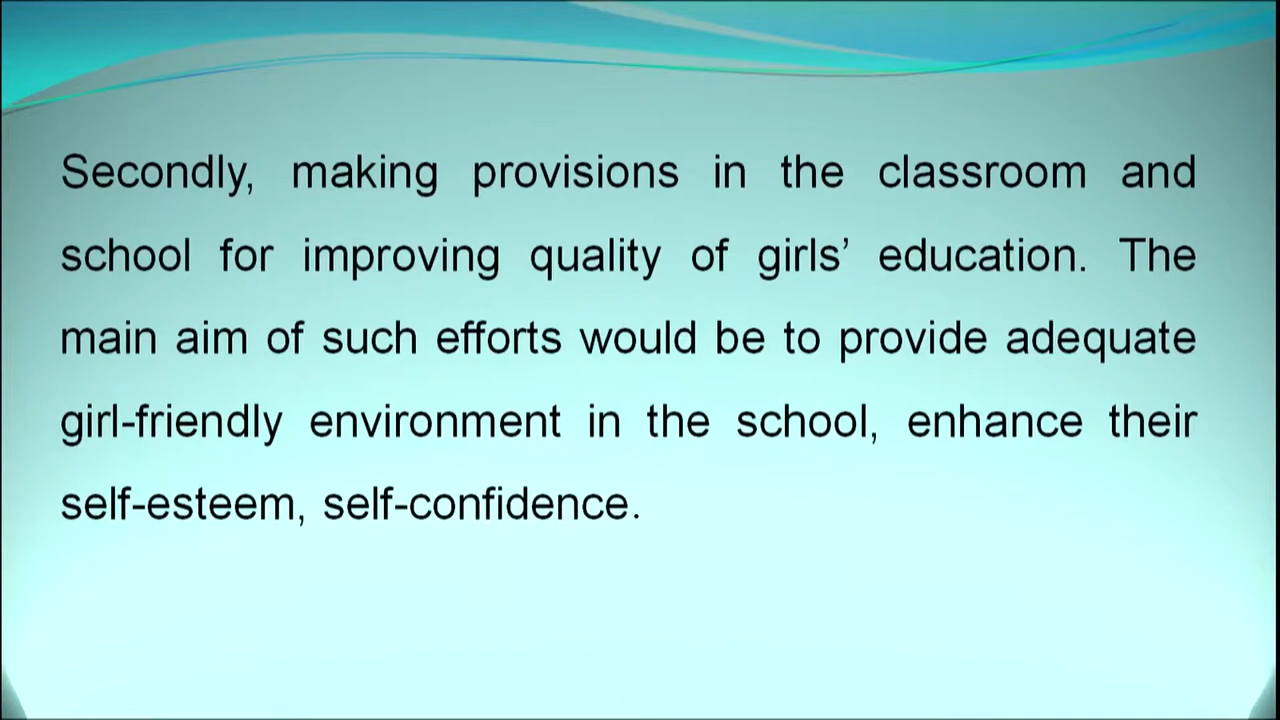 Secondly, making provisions in the classroom and
school for improving quality of girls’ education. The
main aim of such efforts would be to provide adequate
girl-friendly environment in the school, enhance their
self-esteem, self-confidence.